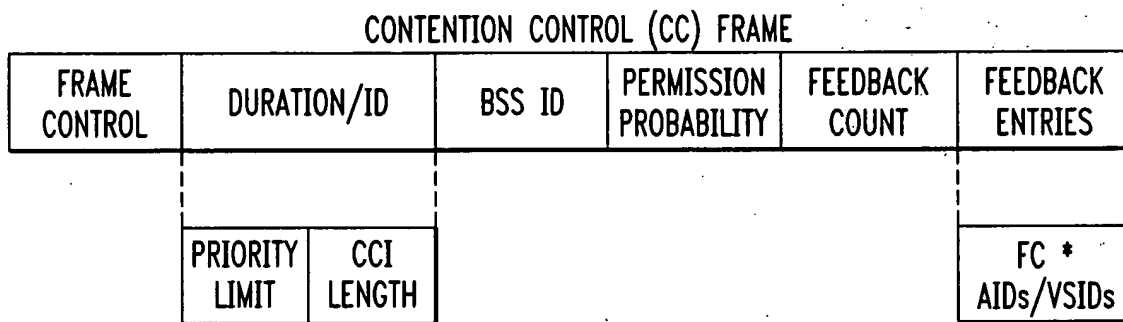 CONTENTION CONTROL (CC) FRAME
FRAME CONTROL
DURATION/ID
BSS ID
PERMISSION PROBABILITY
FEEDBACK COUNT
FEEDBACK ENTRIES
PRIORITY LIMIT
CCI LENGTH
FC *
AIDs/VSIDs